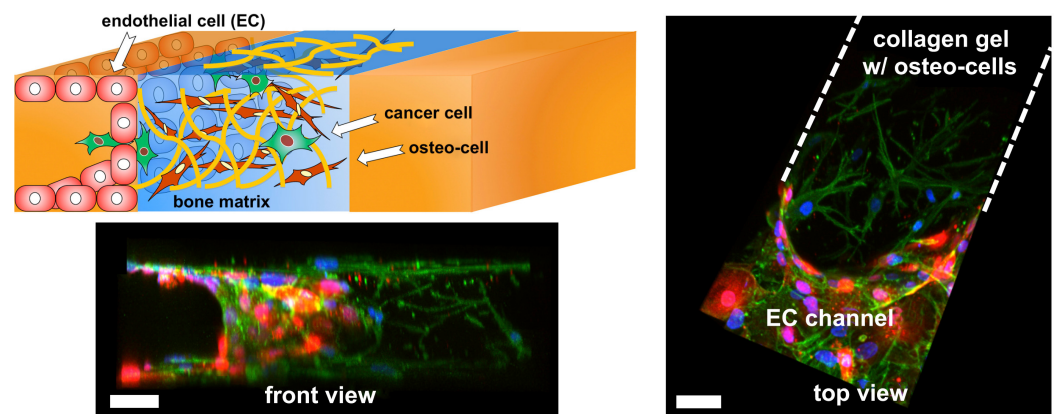 endothelial cell (EC)
cancer cell
osteo-cell
bone matrix
front view
collagen gel
w/ osteo-cells
EC channel
top view